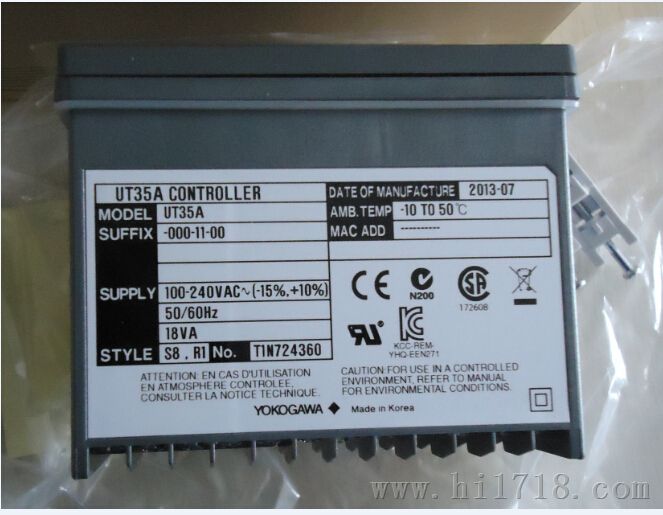 UT35A CONTROLLER
DATE OF MANUFACTURE 2013-07
MODEL UT35A
AMB.TEMP -10 TO 50℃
SUFFIX -000-11-00
MAC ADD ----------
SUPPLY 100-240VAC~(-15%,+10%)
50/60Hz
18VA
STYLE S8 . R1 No. T1N724360
CE
N200
SA
172608
RU
KC
KCC-REM-
YHQ-EEN271
ATTENTION: EN CAS D'UTILISATION
EN ATMOSPHERE CONTROLEE,
CONSULTER LA NOTICE TECHNIQUE.
CAUTION: FOR USE IN A CONTROLLED
ENVIRONMENT, REFER TO MANUAL
FOR ENVIRONMENTAL CONDITIONS.
YOKOGAWA ◆ Made in Korea
www.hi1718.com